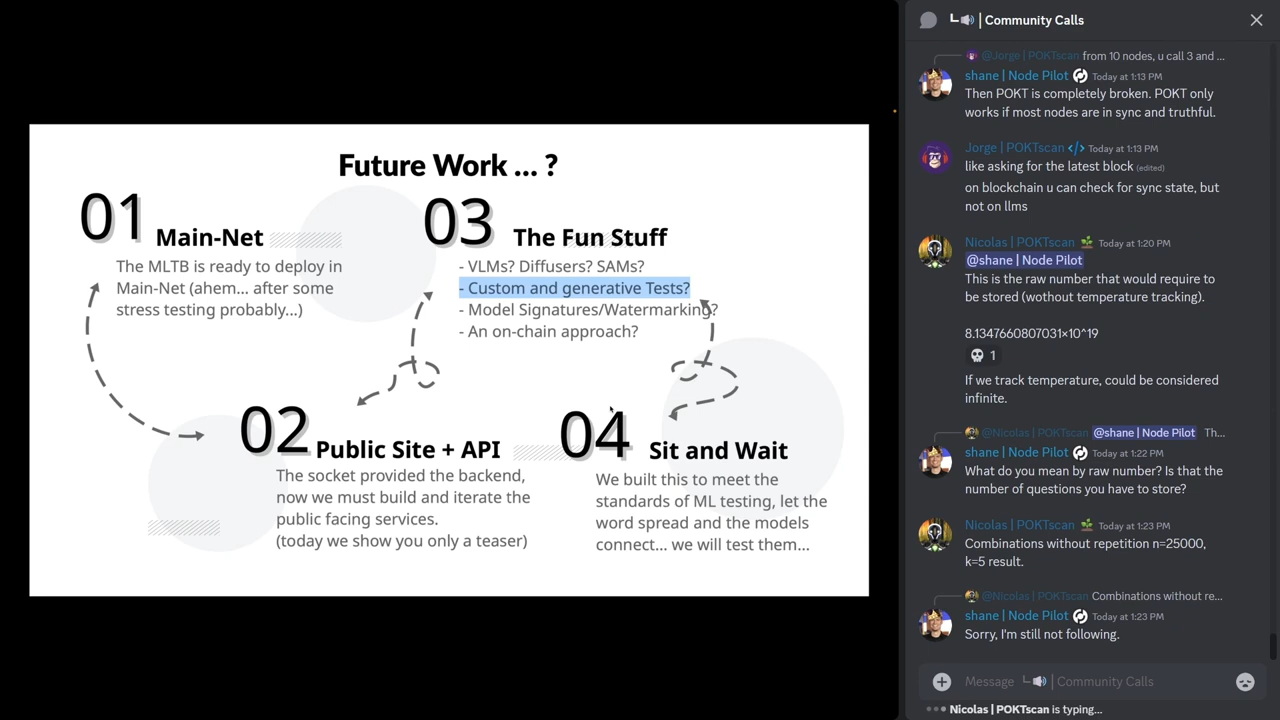 Future Work ... ?
01
Main-Net
The MLTB is ready to deploy in
Main-Net (ahem... after some
stress testing probably...)
03
The Fun Stuff
- VLMs? Diffusers? SAMs?
- Custom and generative Tests?
- Model Signatures/Watermarking?
- An on-chain approach?
02
Public Site + API
The socket provided the backend,
now we must build and iterate the
public facing services.
(today we show you only a teaser)
04
Sit and Wait
We built this to meet the
standards of ML testing, let the
word spread and the models
connect... we will test them...
| Community Calls
@Jorge | POKTscan from 10 nodes, u call 3 and ...
shane | Node Pilot Today at 1:13 PM
Then POKT is completely broken. POKT only
works if most nodes are in sync and truthful.
Jorge | POKTscan </> Today at 1:13 PM
like asking for the latest block (edited)
on blockchain u can check for sync state, but
not on llms
Nicolas | POKTscan Today at 1:20 PM
@shane | Node Pilot
This is the raw number that would require to
be stored (wothout temperature tracking).
8.1347660807031×10^19
1
If we track temperature, could be considered
infinite.
@Nicolas | POKTscan @shane | Node Pilot Th...
shane | Node Pilot Today at 1:22 PM
What do you mean by raw number? Is that the
number of questions you have to store?
Nicolas | POKTscan Today at 1:23 PM
Combinations without repetition n=25000,
k=5 result.
@Nicolas | POKTscan Combinations without re...
shane | Node Pilot Today at 1:23 PM
Sorry, I'm still not following.
Message | Community Calls
Nicolas | POKTscan is typing...